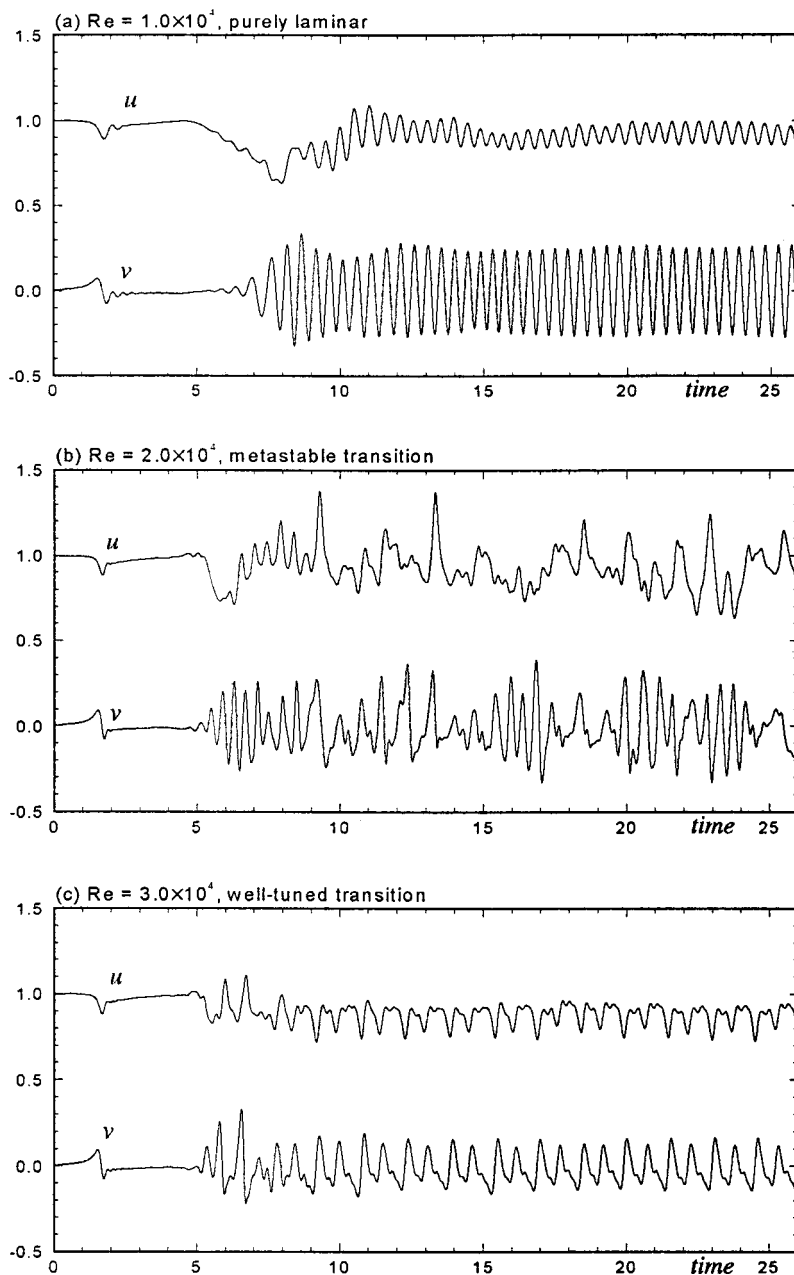 (a) Re = 1.0×10⁴, purely laminar
1.5
u
1.0
0.5
v
0.0
-0.5
0 5 10 15 20 time 25
(b) Re = 2.0×10⁴, metastable transition
1.5
u
1.0
0.5
v
0.0
-0.5
0 5 10 15 20 time 25
(c) Re = 3.0×10⁴, well-tuned transition
1.5
u
1.0
0.5
v
0.0
-0.5
0 5 10 15 20 time 25